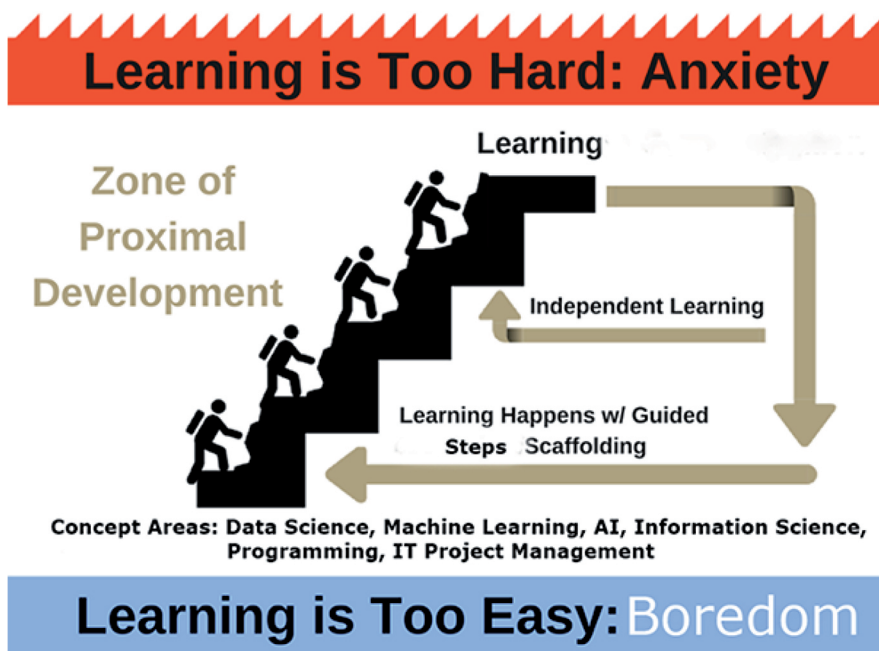 Learning is Too Hard: Anxiety
Learning
Zone of
Proximal
Development
Independent Learning
Learning Happens w/ Guided
Steps Scaffolding
Concept Areas: Data Science, Machine Learning, AI, Information Science,
Programming, IT Project Management
Learning is Too Easy: Boredom